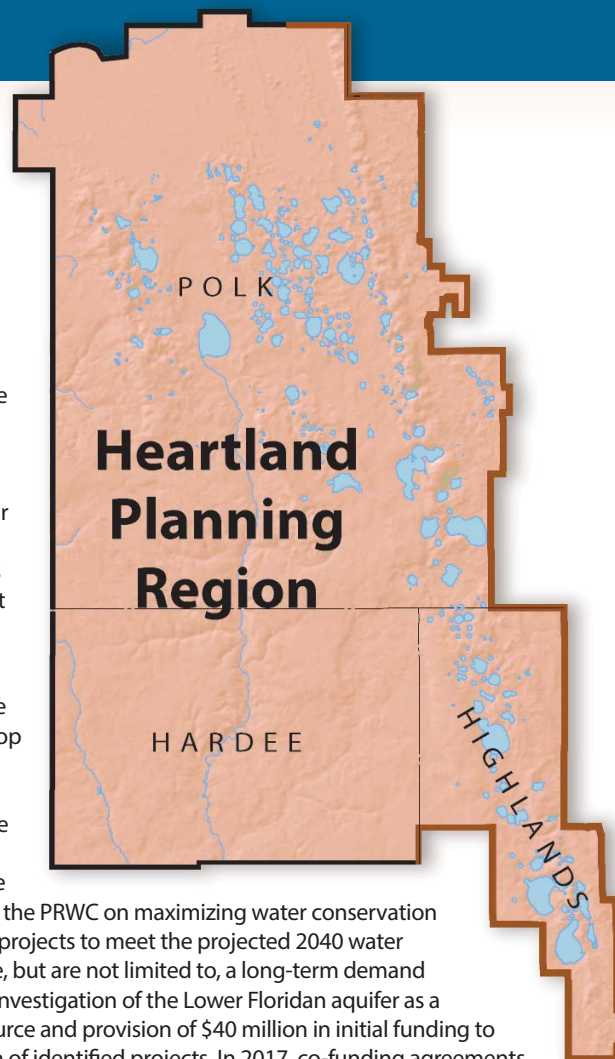 POLK
e
Heartland
Planning
Region
r
t
e
op
HARDEE
HIGHLANDS
e
e
the PRWC on maximizing water conservation
projects to meet the projected 2040 water
e, but are not limited to, a long-term demand
nvestigation of the Lower Floridan aquifer as a
urce and provision of $40 million in initial funding to
of identified projects. In 2017, co-funding agreements